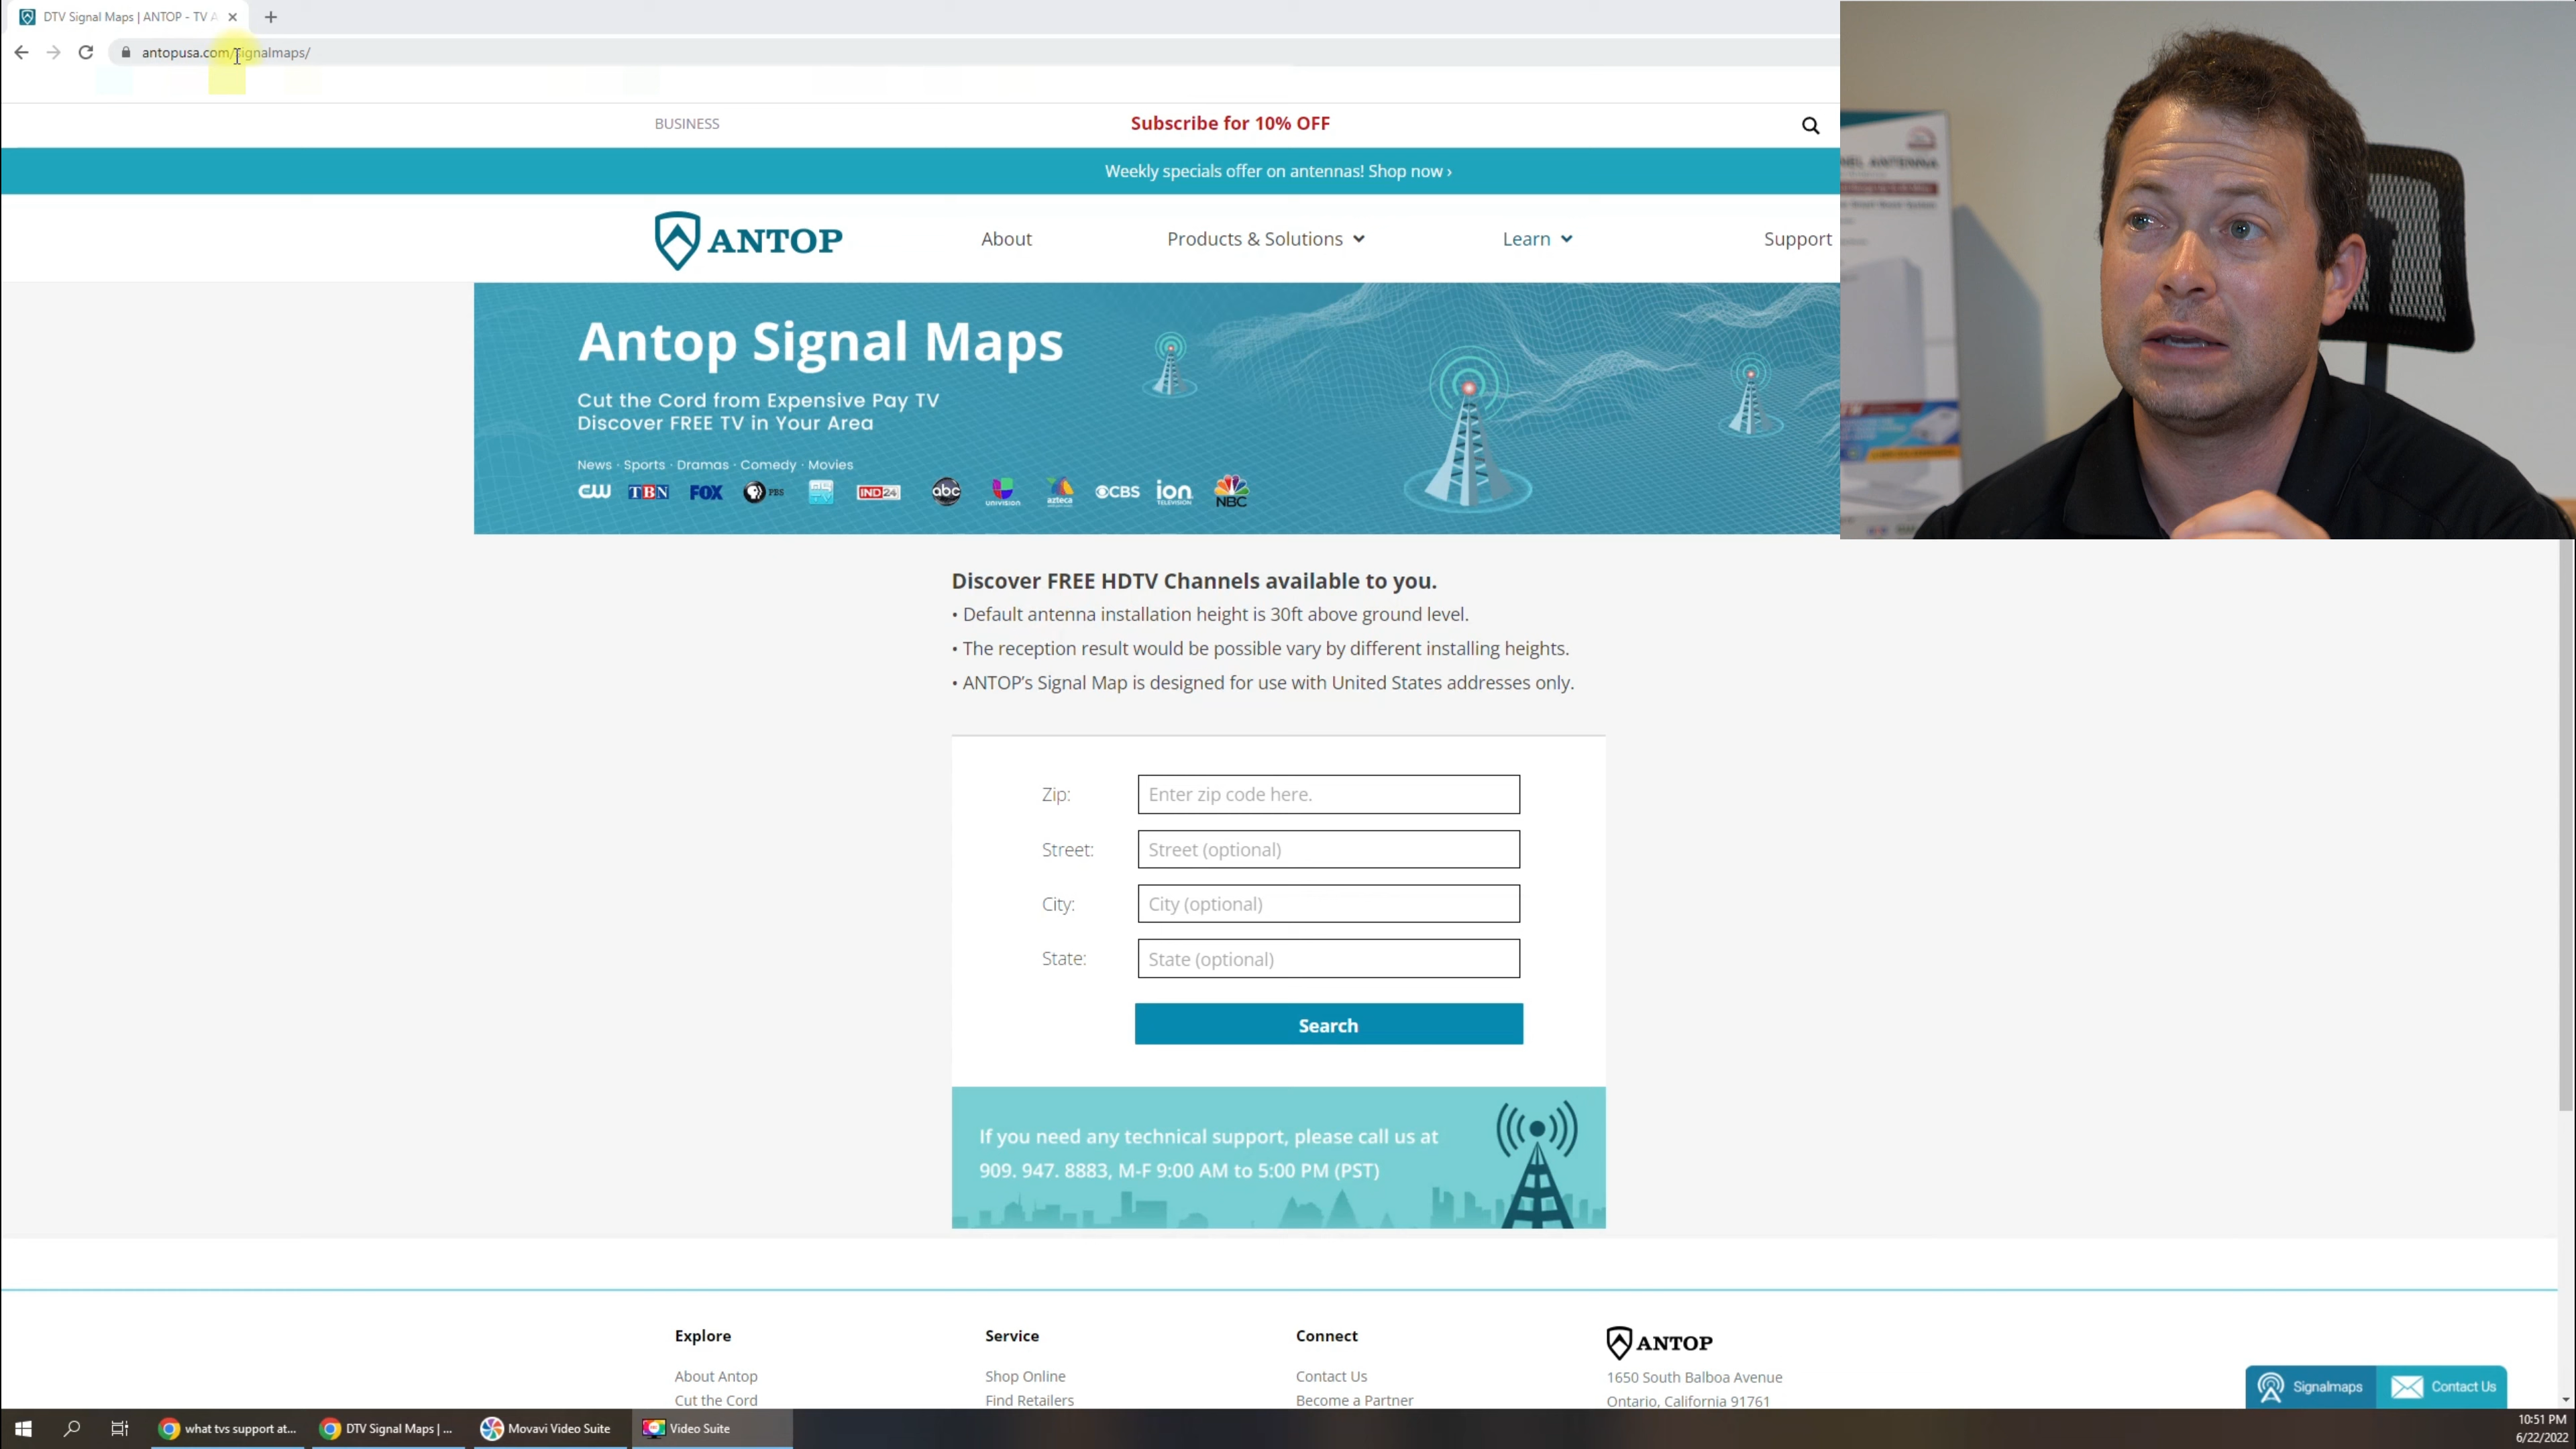 DTV Signal Maps | ANTOP - TV A
antopusa.com/signalmaps/
BUSINESS
Subscribe for 10% OFF
Weekly specials offer on antennas! Shop now ›
ANTOP
About
Products & Solutions
Learn
Support
Antop Signal Maps
Cut the Cord from Expensive Pay TV
Discover FREE TV in Your Area
News · Sports · Dramas · Comedy · Movies
CW TBN FOX PBS IND24 abc univision azteca CBS ion TELEVISION NBC
Discover FREE HDTV Channels available to you.
• Default antenna installation height is 30ft above ground level.
• The reception result would be possible vary by different installing heights.
• ANTOP's Signal Map is designed for use with United States addresses only.
Zip: Enter zip code here.
Street: Street (optional)
City: City (optional)
State: State (optional)
Search
If you need any technical support, please call us at
909. 947. 8883, M-F 9:00 AM to 5:00 PM (PST)
Explore
About Antop
Cut the Cord
Service
Shop Online
Find Retailers
Connect
Contact Us
Become a Partner
ANTOP
1650 South Balboa Avenue
Ontario, California 91761
Signalmaps
Contact Us
what tvs support at...
DTV Signal Maps | ...
Movavi Video Suite
Video Suite
10:51 PM
6/22/2022